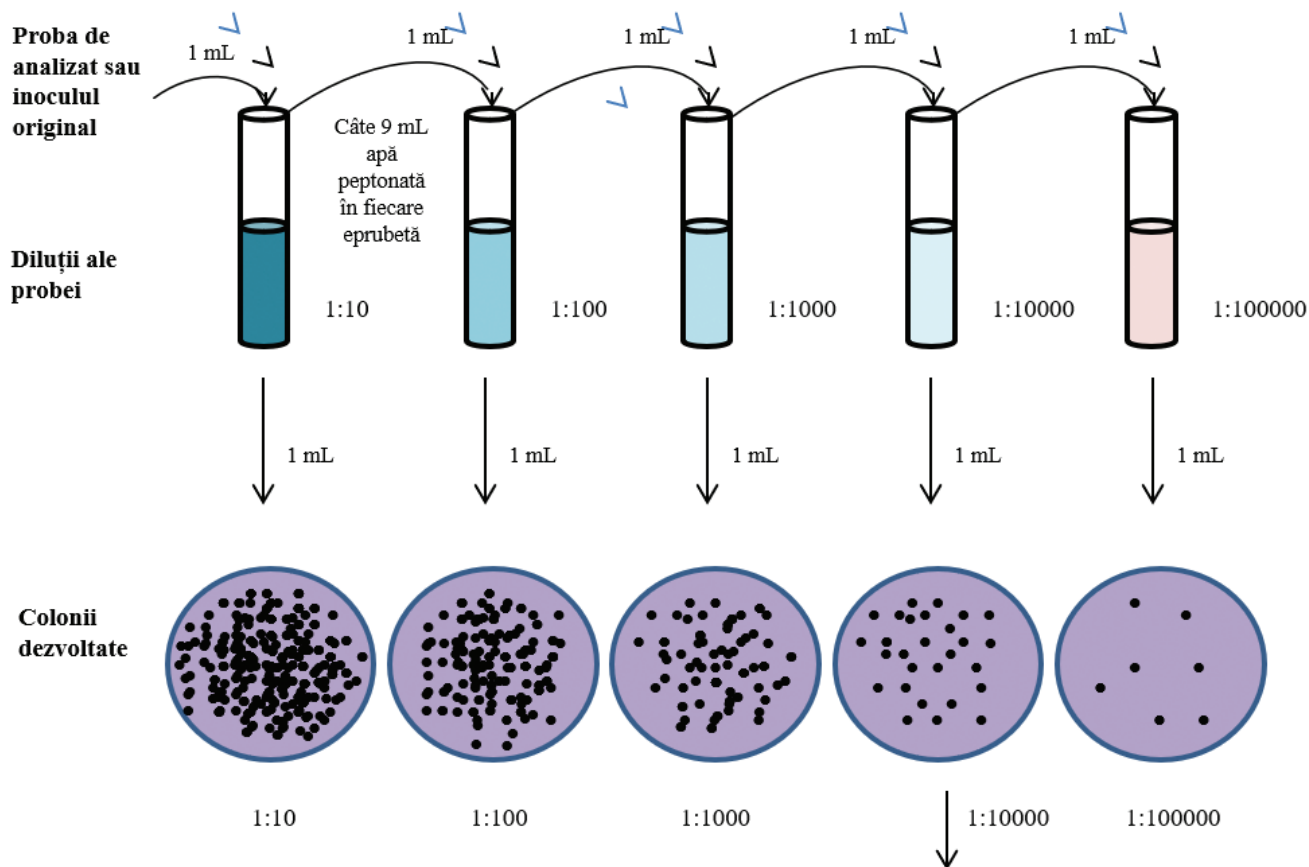 Proba de
analizat sau
inoculul
original
1 mL
1 mL
1 mL
1 mL
1 mL
Câte 9 mL
apă
peptonată
în fiecare
eprubetă
Diluții ale
probei
1:10
1:100
1:1000
1:10000
1:100000
1 mL
1 mL
1 mL
1 mL
1 mL
Colonii
dezvoltate
1:10
1:100
1:1000
1:10000
1:100000